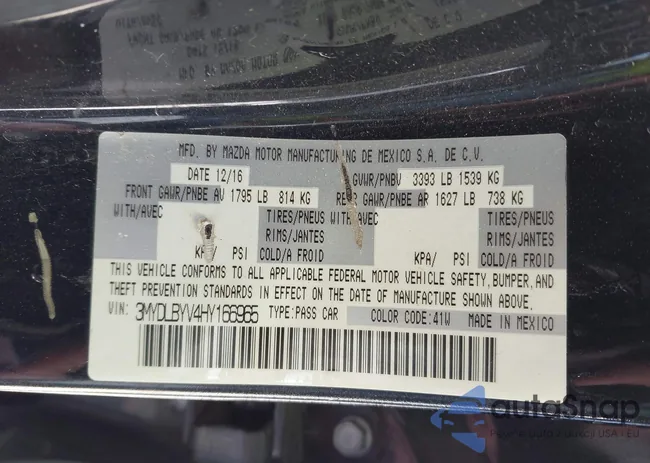 MFD. BY MAZDA MOTOR MANUFACTURING DE MEXICO S.A. DE C.V.
DATE 12/16 GVWR/PNBV 3393 LB 1539 KG
FRONT GAWR/PNBE AV 1795 LB 814 KG REAR GAWR/PNBE AR 1627 LB 738 KG
WITH/AVEC TIRES/PNEUS WITH/AVEC TIRES/PNEUS
RIMS/JANTES RIMS/JANTES
PSI COLD/A FROID KPA/ PSI COLD/A FROID
THIS VEHICLE CONFORMS TO ALL APPLICABLE FEDERAL MOTOR VEHICLE SAFETY, BUMPER, AND
THEFT PREVENTION STANDARDS IN EFFECT ON THE DATE OF MANUFACTURE SHOWN ABOVE.
VIN: 3MYDLBYV4HY166965 TYPE:PASS CAR COLOR CODE:41W MADE IN MEXICO
autoSnap